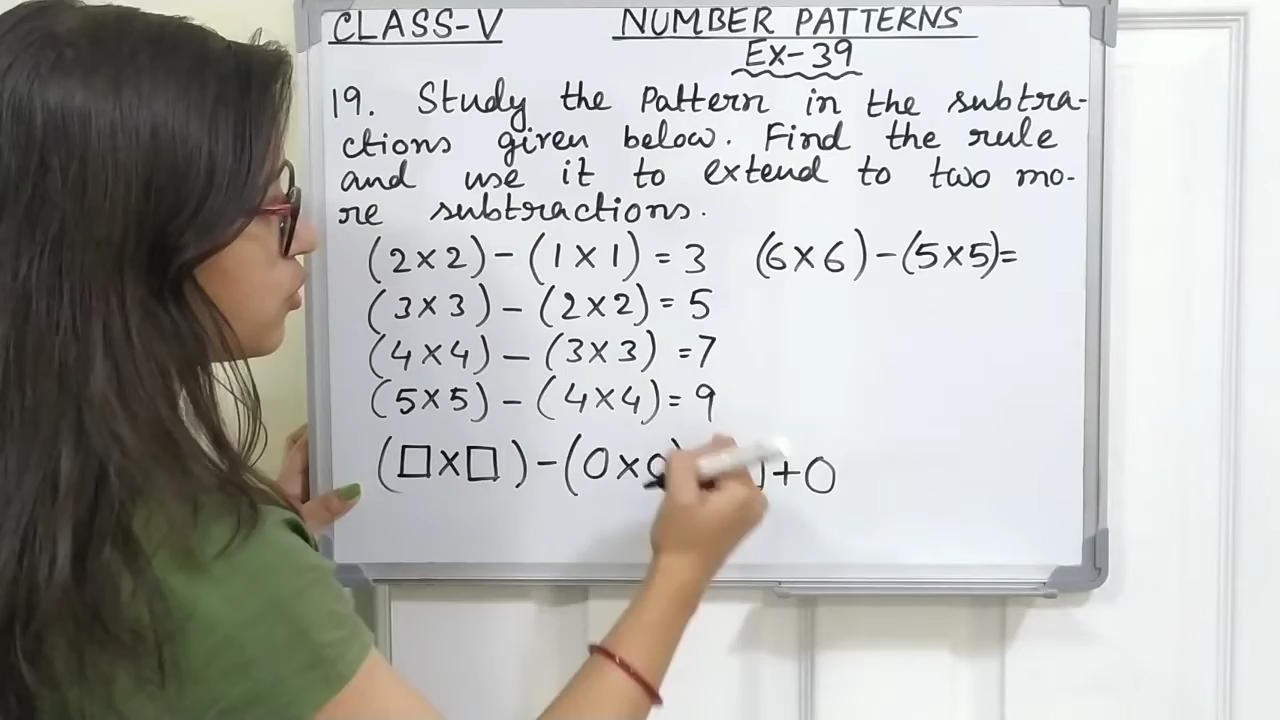 CLASS-V NUMBER PATTERNS
Ex-39
19. Study the Pattern in the subtra-
ctions given below. Find the rule
and use it to extend to two mo-
re subtractions.
(2×2)-(1×1)=3 (6×6)-(5×5)=
(3×3)-(2×2)=5
(4×4)-(3×3)=7
(5×5)-(4×4)=9
(□×□)-(0× +0